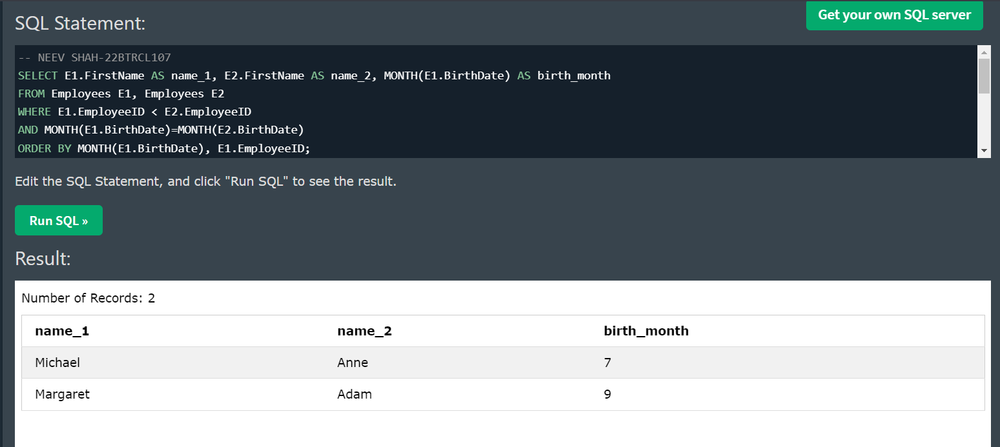 SQL Statement:
Get your own SQL server
-- NEEV SHAH-22BTRCL107
SELECT E1.FirstName AS name_1, E2.FirstName AS name_2, MONTH(E1.BirthDate) AS birth_month
FROM Employees E1, Employees E2
WHERE E1.EmployeeID < E2.EmployeeID
AND MONTH(E1.BirthDate)=MONTH(E2.BirthDate)
ORDER BY MONTH(E1.BirthDate), E1.EmployeeID;
Edit the SQL Statement, and click "Run SQL" to see the result.
Run SQL »
Result:
Number of Records: 2
name_1 name_2 birth_month
Michael Anne 7
Margaret Adam 9